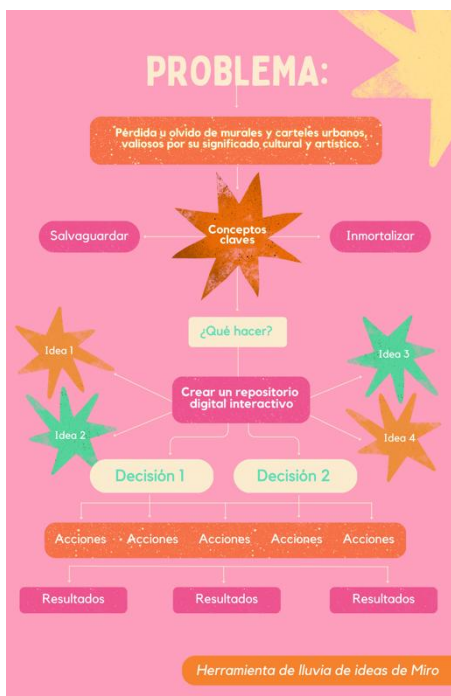 PROBLEMA:
Pérdida y olvido de murales y carteles urbanos,
valiosos por su significado cultural y artístico.
Conceptos
claves
Salvaguardar
Inmortalizar
¿Qué hacer?
Idea 1
Idea 3
Crear un repositorio
digital interactivo
Idea 2
Idea 4
Decisión 1
Decisión 2
Acciones Acciones Acciones Acciones Acciones
Resultados Resultados Resultados
Herramienta de lluvia de ideas de Miro